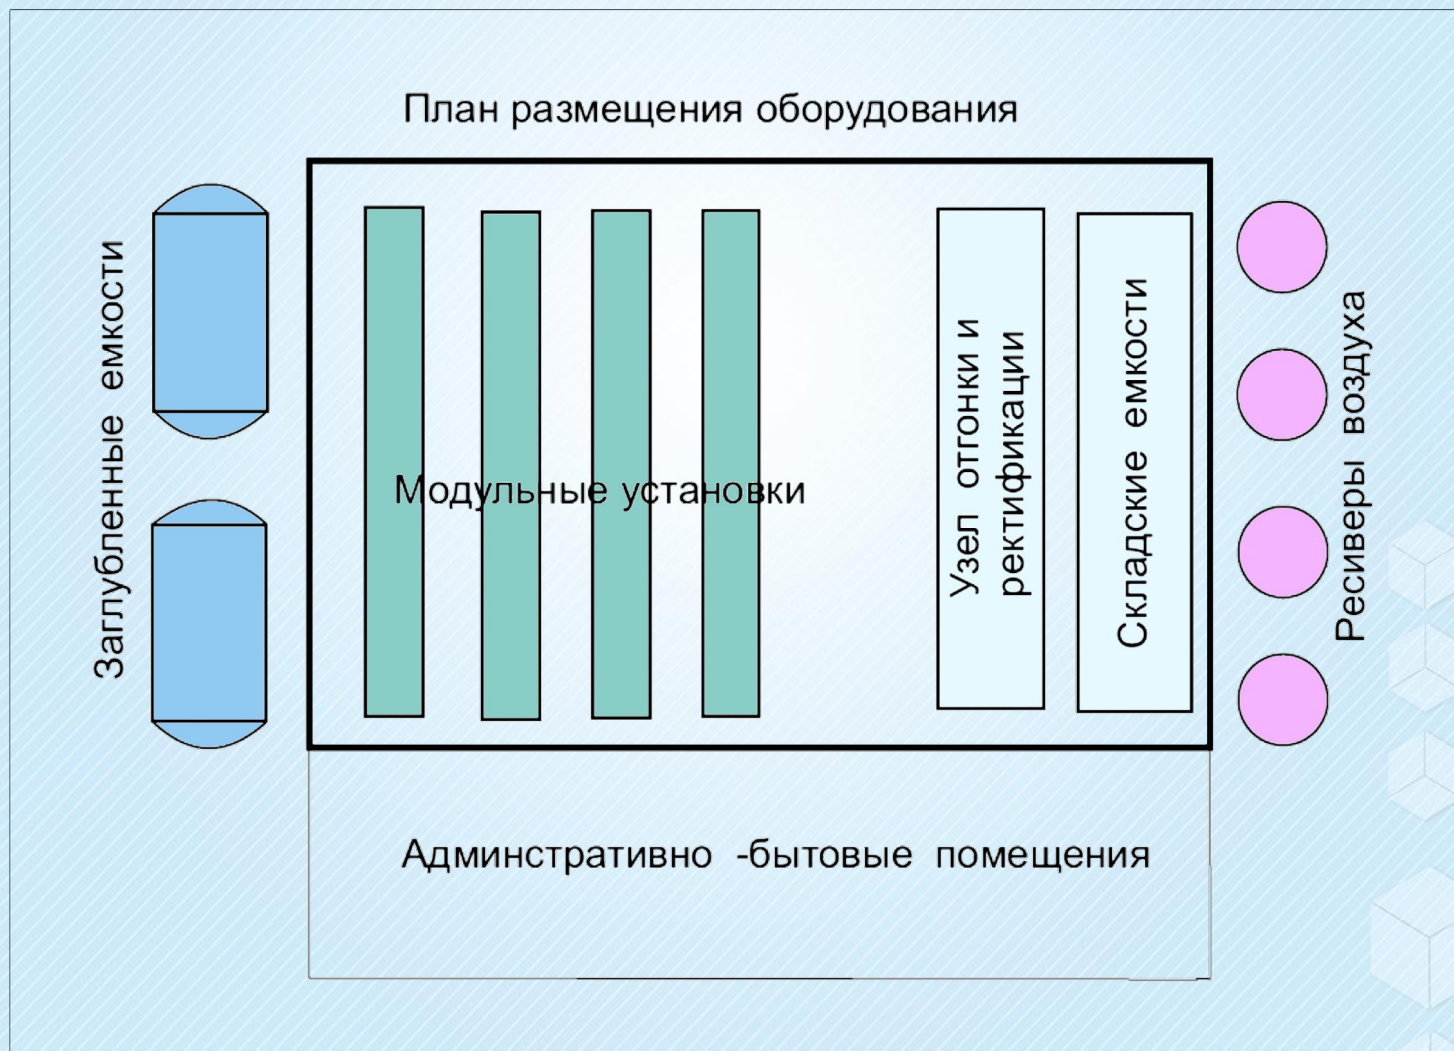 План размещения оборудования
Заглубленные емкости
Модульные установки
Узел отгонки и
ректификации
Складские емкости
Ресиверы воздуха
Админстративно -бытовые помещения